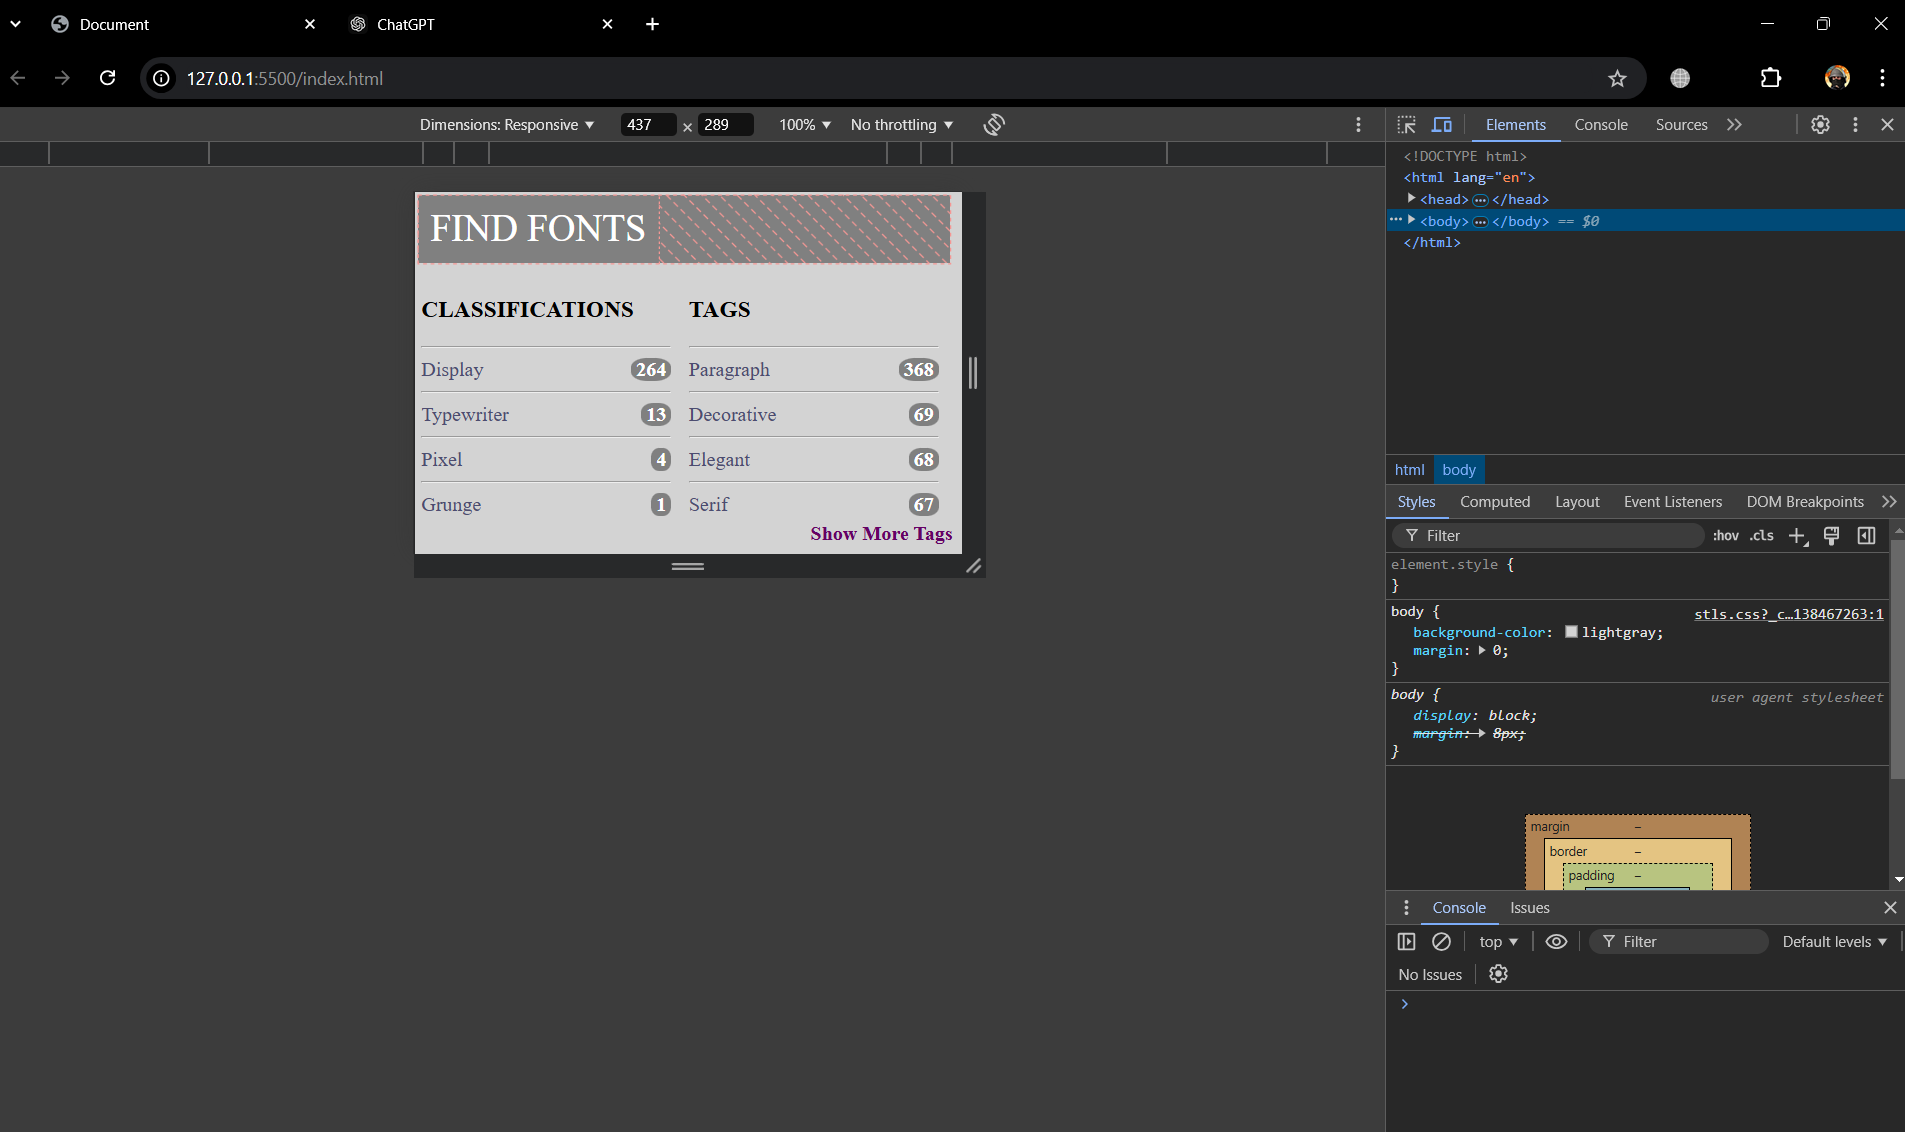 Document
ChatGPT
127.0.0.1:5500/index.html
Dimensions: Responsive 437 × 289 100% No throttling
Elements Console Sources
FIND FONTS
CLASSIFICATIONS TAGS
Display 264 Paragraph 368
Typewriter 13 Decorative 69
Pixel 4 Elegant 68
Grunge 1 Serif 67
Show More Tags
<!DOCTYPE html>
<html lang="en">
<head> … </head>
… <body> … </body> == $0
</html>
html body
Styles Computed Layout Event Listeners DOM Breakpoints
Filter :hov .cls
element.style {
}
body { stls.css?_c…138467263:1
background-color: lightgray;
margin: 0;
}
body { user agent stylesheet
display: block;
margin: 8px;
}
margin –
border –
padding –
Console Issues
top Filter Default levels
No Issues